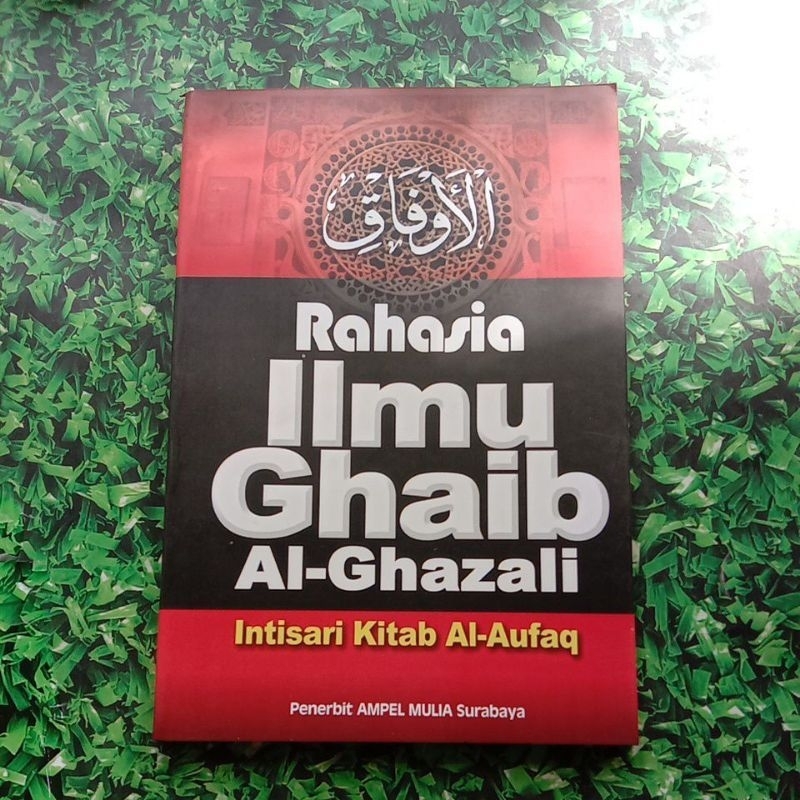 الأَوْفَاق
Rahasia
Ilmu
Ghaib
Al-Ghazali
Intisari Kitab Al-Aufaq
Penerbit AMPEL MULIA Surabaya